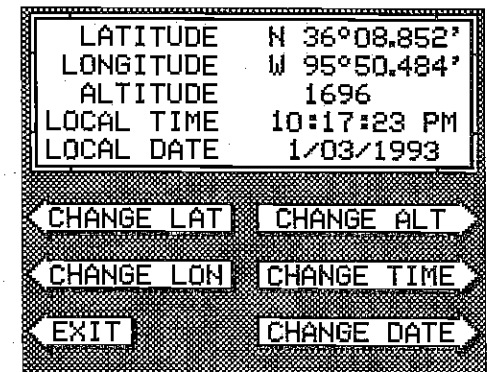 LATITUDE N 36°08.852'
LONGITUDE W 95°50.484'
ALTITUDE 1696
LOCAL TIME 10:17:23 PM
LOCAL DATE 1/03/1993
CHANGE LAT CHANGE ALT
CHANGE LON CHANGE TIME
EXIT CHANGE DATE